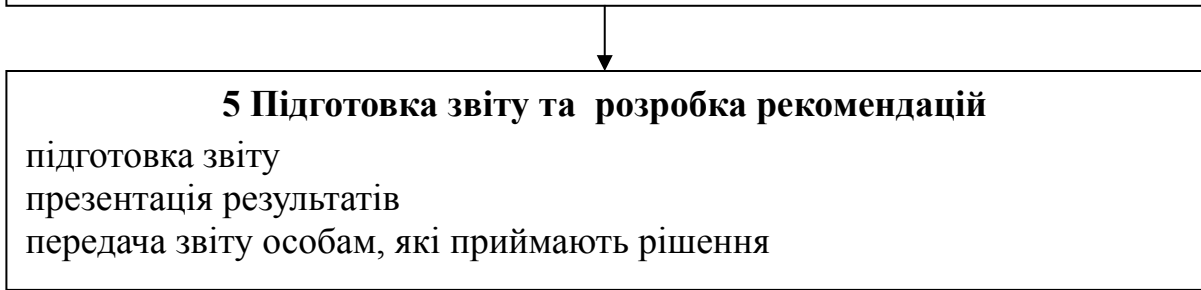 5 Підготовка звіту та розробка рекомендацій
підготовка звіту
презентація результатів
передача звіту особам, які приймають рішення